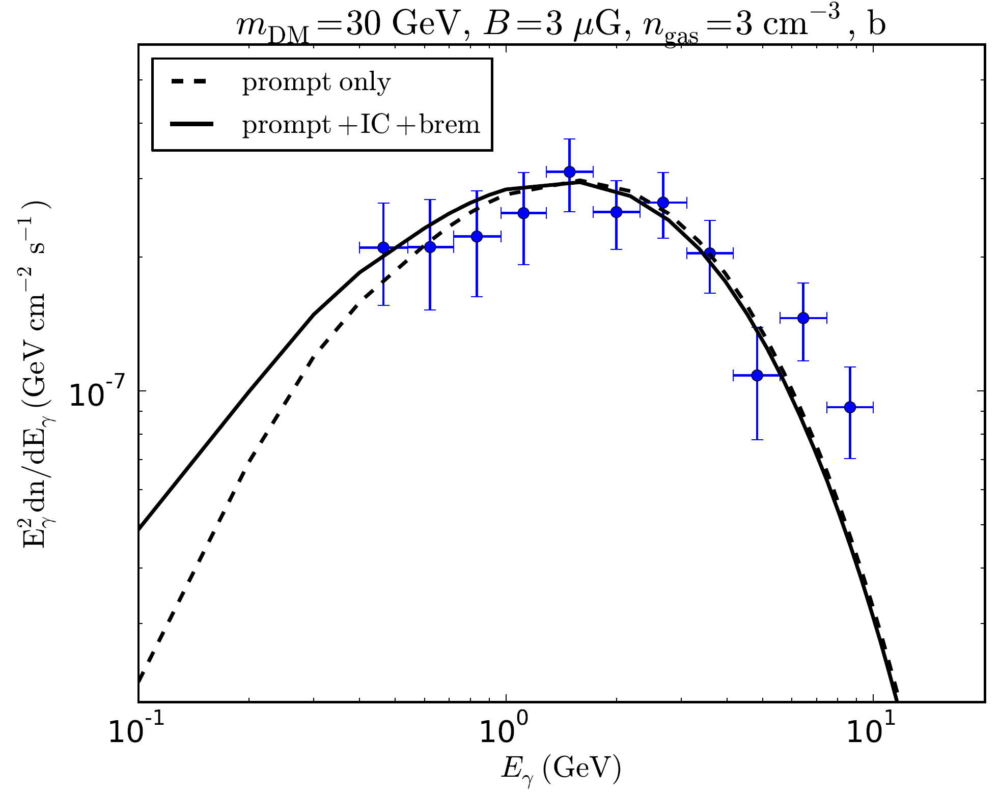 m_DM = 30 GeV, B = 3 μG, n_gas = 3 cm^−3, b
prompt only
prompt + IC + brem
E_γ^2 dn/dE_γ (GeV cm^−2 s^−1)
10^-7
10^-1 10^0 10^1
E_γ (GeV)